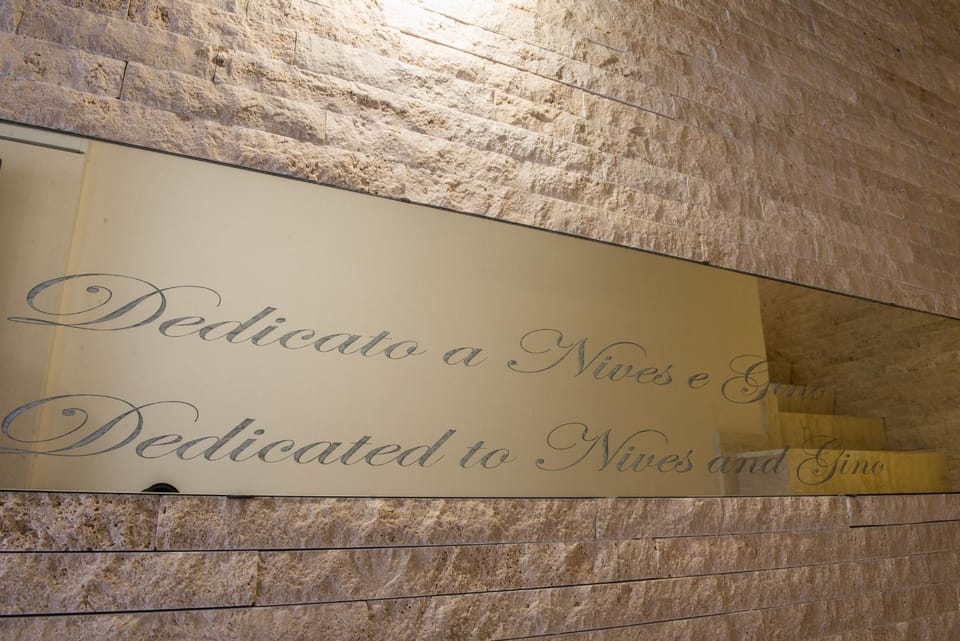 Dedicato a Nives e Gino
Dedicated to Nives and Gino